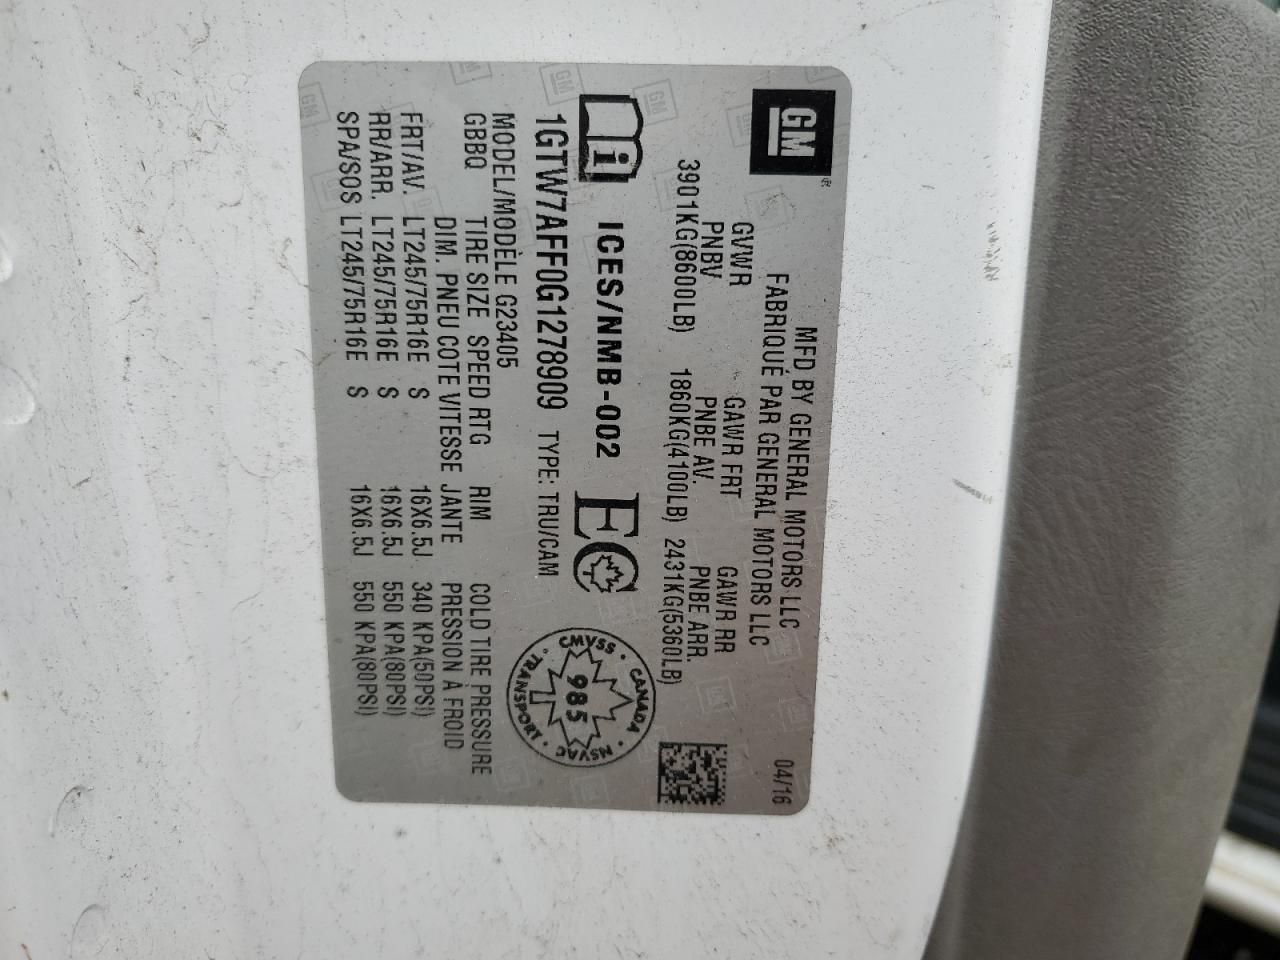 GM
MFD BY GENERAL MOTORS LLC
FABRIQUÉ PAR GENERAL MOTORS LLC
04/16
GVWR GAWR FRT GAWR RR
PNBV PNBE AV. PNBE ARR.
3901KG(8600LB) 1860KG(4100LB) 2431KG(5360LB)
i ICES/NMB-002 EC
CANADA · NSVAC · TRANSPORT · CMVSS ·
985
1GTW7AFF0G1278909 TYPE: TRU/CAM
MODEL/MODÈLE G23405
GBBQ TIRE SIZE SPEED RTG RIM COLD TIRE PRESSURE
DIM. PNEU COTE VITESSE JANTE PRESSION À FROID
FRT/AV. LT245/75R16E S 16X6.5J 340 KPA(50PSI)
RR/ARR. LT245/75R16E S 16X6.5J 550 KPA(80PSI)
SPA/SOS LT245/75R16E S 16X6.5J 550 KPA(80PSI)